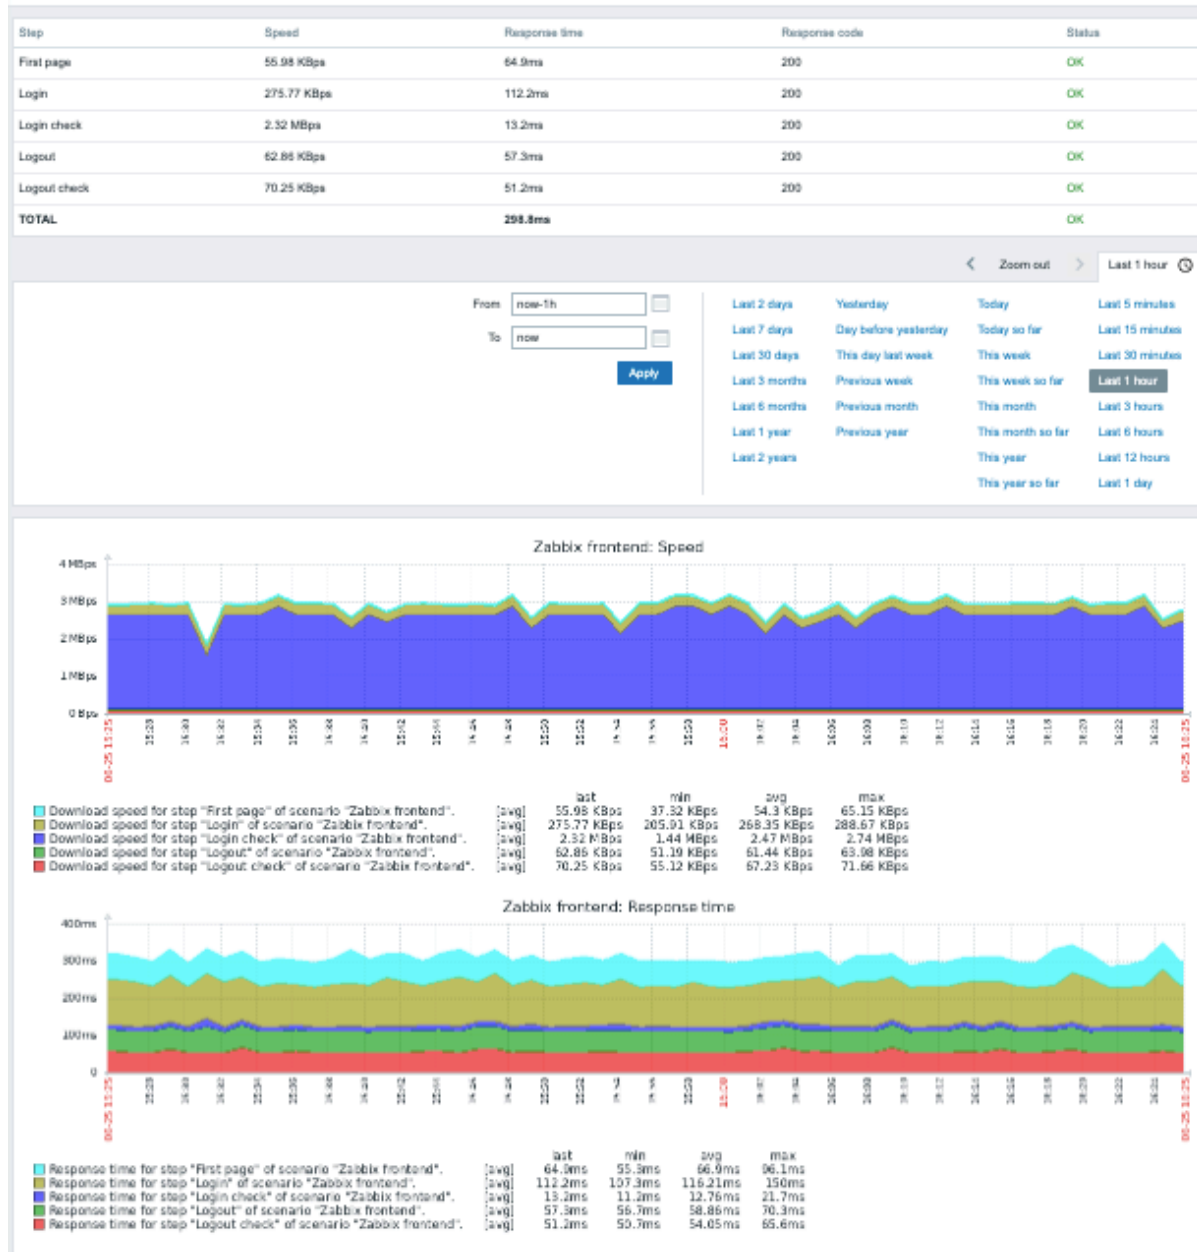 Step Speed Response time Response code Status
First page 55.98 KBps 64.9ms 200 OK
Login 275.77 KBps 112.2ms 200 OK
Login check 2.32 MBps 13.2ms 200 OK
Logout 62.86 KBps 57.3ms 200 OK
Logout check 70.25 KBps 51.2ms 200 OK
TOTAL 298.8ms OK
Zoom out Last 1 hour
From now-1h
To now
Apply
Last 2 days Yesterday Today Last 5 minutes
Last 7 days Day before yesterday Today so far Last 15 minutes
Last 30 days This day last week This week Last 30 minutes
Last 3 months Previous week This week so far Last 1 hour
Last 6 months Previous month This month Last 3 hours
Last 1 year Previous year This month so far Last 6 hours
Last 2 years This year Last 12 hours
This year so far Last 1 day
Zabbix frontend: Speed
4 MBps
3 MBps
2 MBps
1 MBps
0 Bps
last min avg max
Download speed for step "First page" of scenario "Zabbix frontend". [avg] 55.98 KBps 37.32 KBps 54.3 KBps 65.15 KBps
Download speed for step "Login" of scenario "Zabbix frontend". [avg] 275.77 KBps 205.91 KBps 268.35 KBps 288.67 KBps
Download speed for step "Login check" of scenario "Zabbix frontend". [avg] 2.32 MBps 1.44 MBps 2.47 MBps 2.74 MBps
Download speed for step "Logout" of scenario "Zabbix frontend". [avg] 62.86 KBps 51.19 KBps 61.44 KBps 63.98 KBps
Download speed for step "Logout check" of scenario "Zabbix frontend". [avg] 70.25 KBps 55.12 KBps 67.23 KBps 71.66 KBps
Zabbix frontend: Response time
400ms
300ms
200ms
100ms
0
last min avg max
Response time for step "First page" of scenario "Zabbix frontend". [avg] 64.9ms 55.3ms 66.9ms 96.1ms
Response time for step "Login" of scenario "Zabbix frontend". [avg] 112.2ms 107.3ms 116.21ms 150ms
Response time for step "Login check" of scenario "Zabbix frontend". [avg] 13.2ms 11.2ms 12.76ms 21.7ms
Response time for step "Logout" of scenario "Zabbix frontend". [avg] 57.3ms 56.7ms 58.86ms 70.3ms
Response time for step "Logout check" of scenario "Zabbix frontend". [avg] 51.2ms 50.7ms 54.05ms 65.6ms